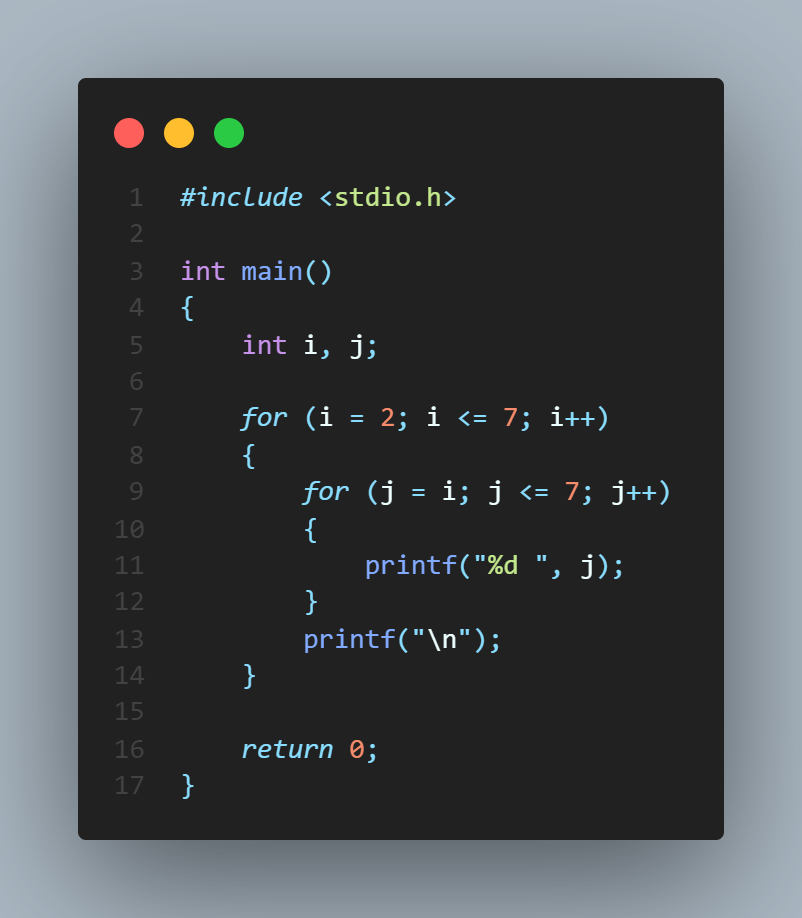 1 #include <stdio.h>
2
3 int main()
4 {
5     int i, j;
6
7     for (i = 2; i <= 7; i++)
8     {
9         for (j = i; j <= 7; j++)
10         {
11             printf("%d ", j);
12         }
13         printf("\n");
14     }
15
16     return 0;
17 }